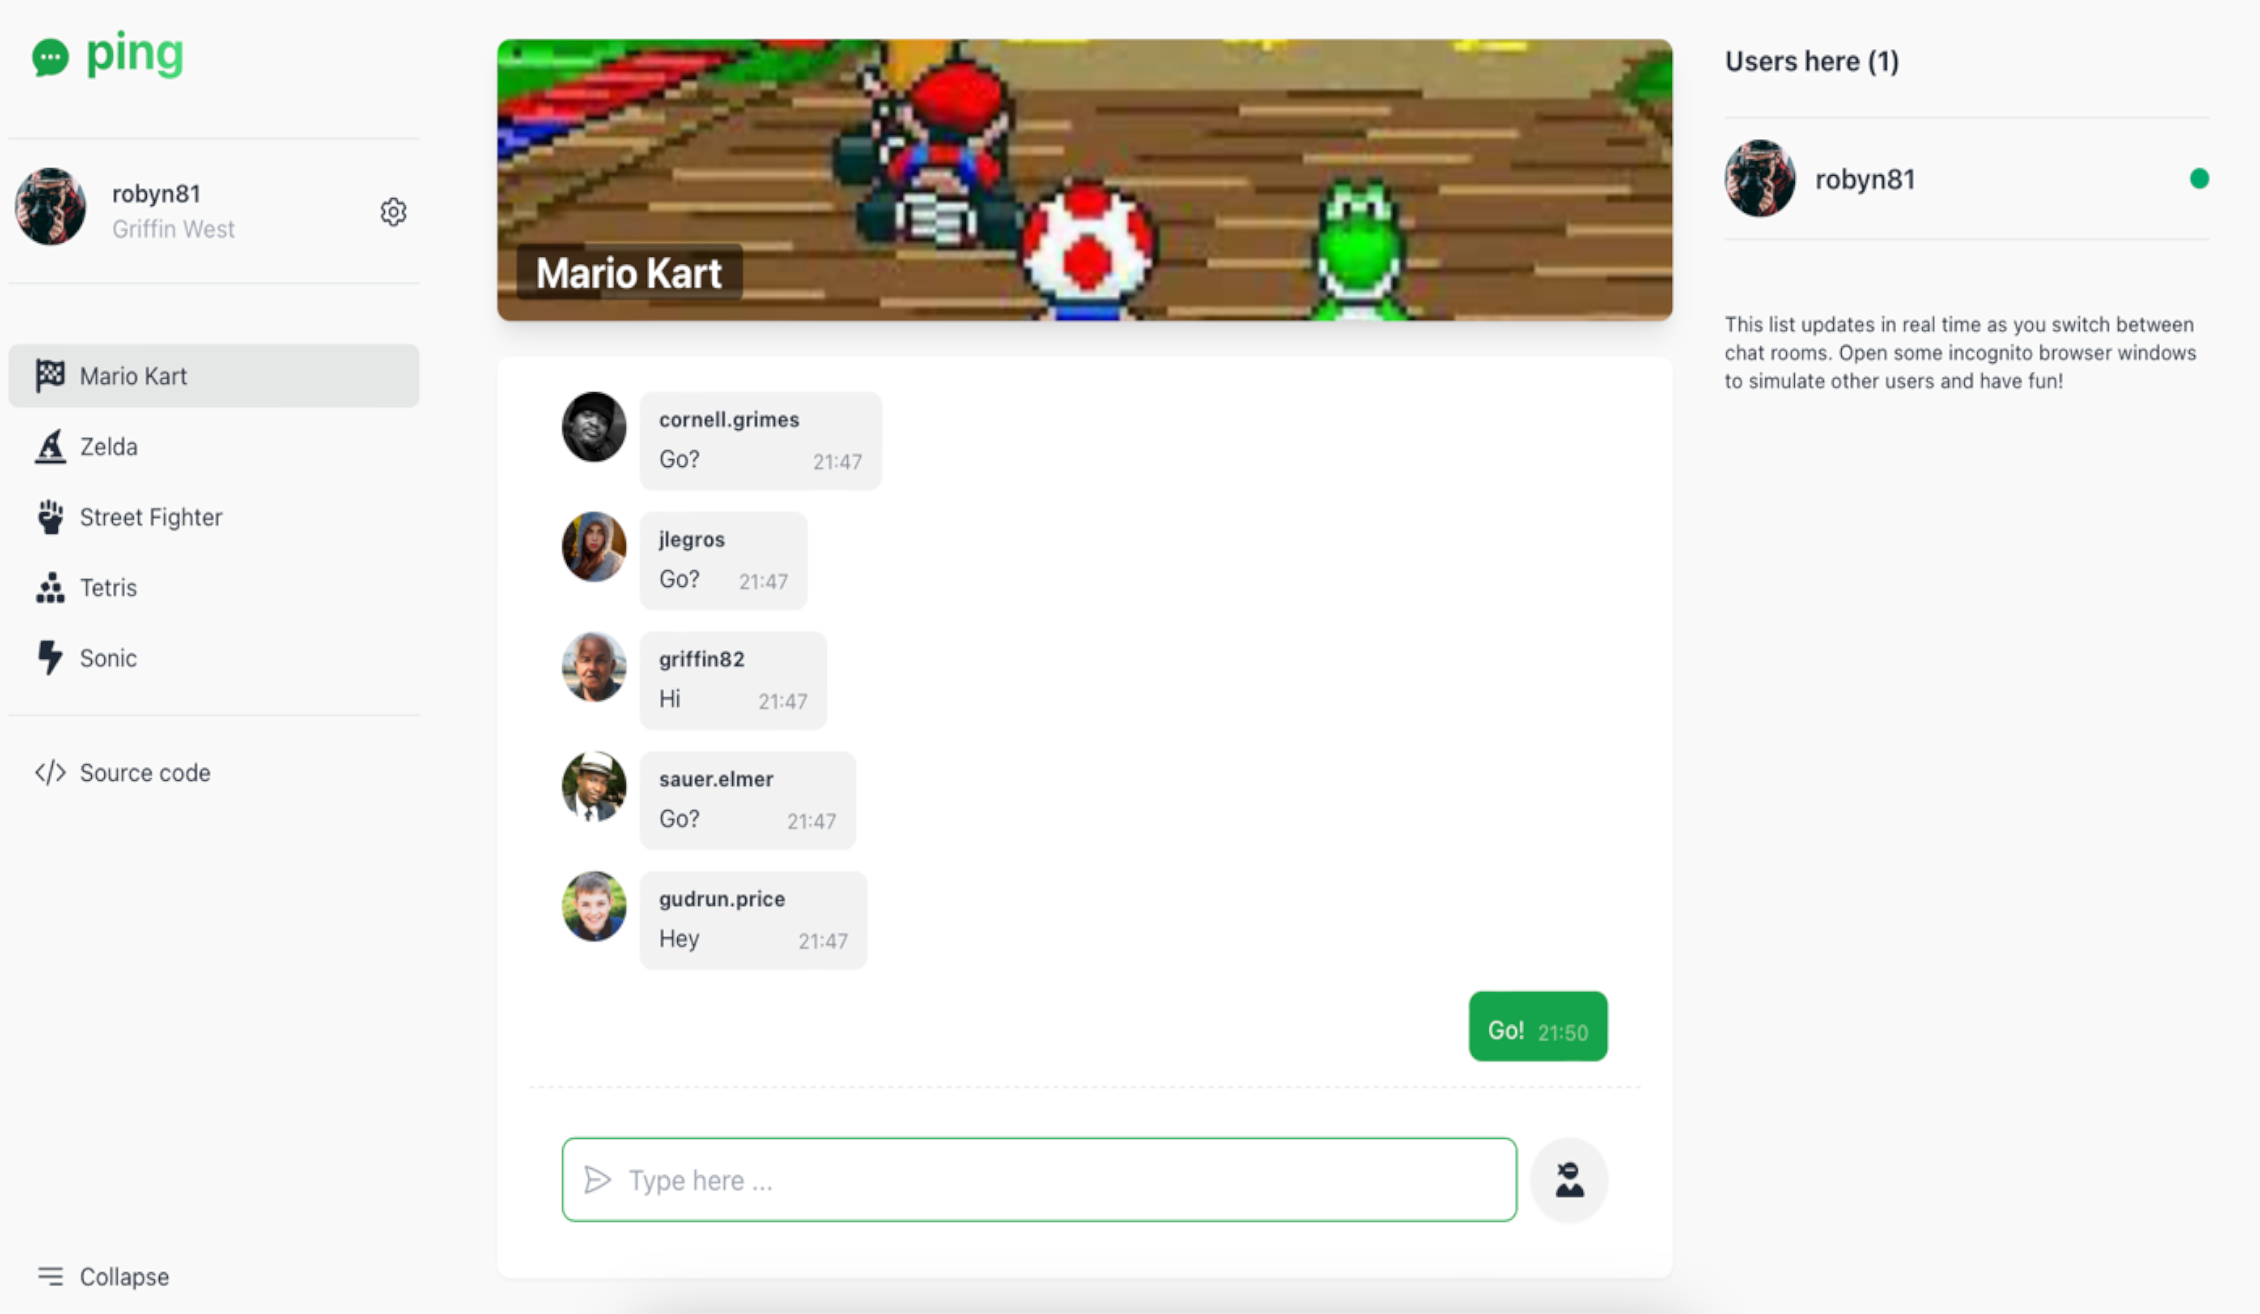 ping
robyn81
Griffin West
Mario Kart
Zelda
Street Fighter
Tetris
Sonic
Source code
Collapse
Mario Kart
cornell.grimes
Go? 21:47
jlegros
Go? 21:47
griffin82
Hi 21:47
sauer.elmer
Go? 21:47
gudrun.price
Hey 21:47
Go! 21:50
Type here ...
Users here (1)
robyn81
This list updates in real time as you switch between
chat rooms. Open some incognito browser windows
to simulate other users and have fun!